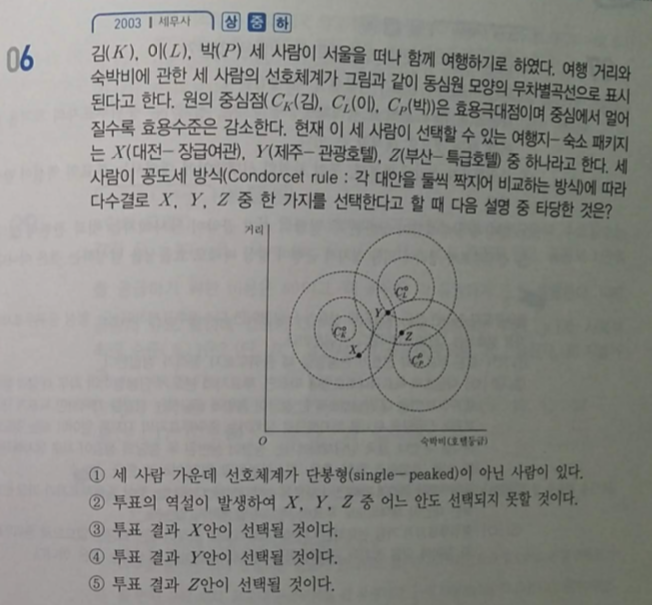 2003 | 세무사 상 중 하
06 김(K), 이(L), 박(P) 세 사람이 서울을 떠나 함께 여행하기로 하였다. 여행 거리와
숙박비에 관한 세 사람의 선호체계가 그림과 같이 동심원 모양의 무차별곡선으로 표시
된다고 한다. 원의 중심점(C_K(김), C_L(이), C_P(박))은 효용극대점이며 중심에서 멀어
질수록 효용수준은 감소한다. 현재 이 세 사람이 선택할 수 있는 여행지-숙소 패키지
는 X(대전-장급여관), Y(제주-관광호텔), Z(부산-특급호텔) 중 하나라고 한다. 세
사람이 꽁도세 방식(Condorcet rule : 각 대안을 둘씩 짝지어 비교하는 방식)에 따라
다수결로 X, Y, Z 중 한 가지를 선택한다고 할 때 다음 설명 중 타당한 것은?
거리
Y
Z
X
O
숙박비(호텔등급)
① 세 사람 가운데 선호체계가 단봉형(single-peaked)이 아닌 사람이 있다.
② 투표의 역설이 발생하여 X, Y, Z 중 어느 안도 선택되지 못할 것이다.
③ 투표 결과 X안이 선택될 것이다.
④ 투표 결과 Y안이 선택될 것이다.
⑤ 투표 결과 Z안이 선택될 것이다.